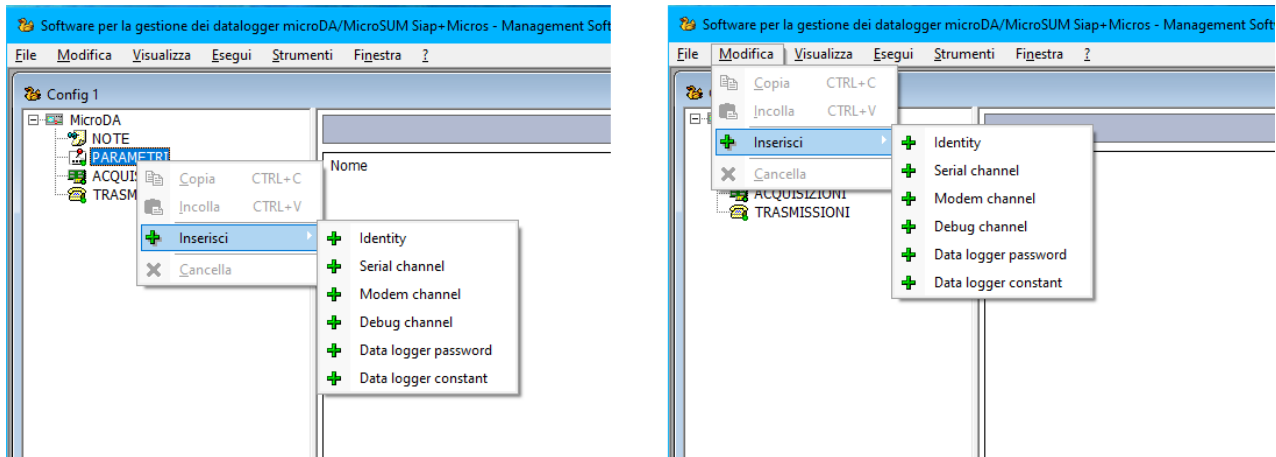 Software per la gestione dei datalogger microDA/MicroSUM Siap+Micros - Management Soft
File Modifica Visualizza Esegui Strumenti Finestra ?
Config 1
MicroDA
NOTE
PARAMETRI
ACQUIS
TRASM
Nome
Copia CTRL+C
Incolla CTRL+V
Inserisci
Cancella
Identity
Serial channel
Modem channel
Debug channel
Data logger password
Data logger constant
Software per la gestione dei datalogger microDA/MicroSUM Siap+Micros - Management Soft
File Modifica Visualizza Esegui Strumenti Finestra ?
Copia CTRL+C
Incolla CTRL+V
Inserisci
Cancella
ACQUISIZIONI
TRASMISSIONI
Identity
Serial channel
Modem channel
Debug channel
Data logger password
Data logger constant